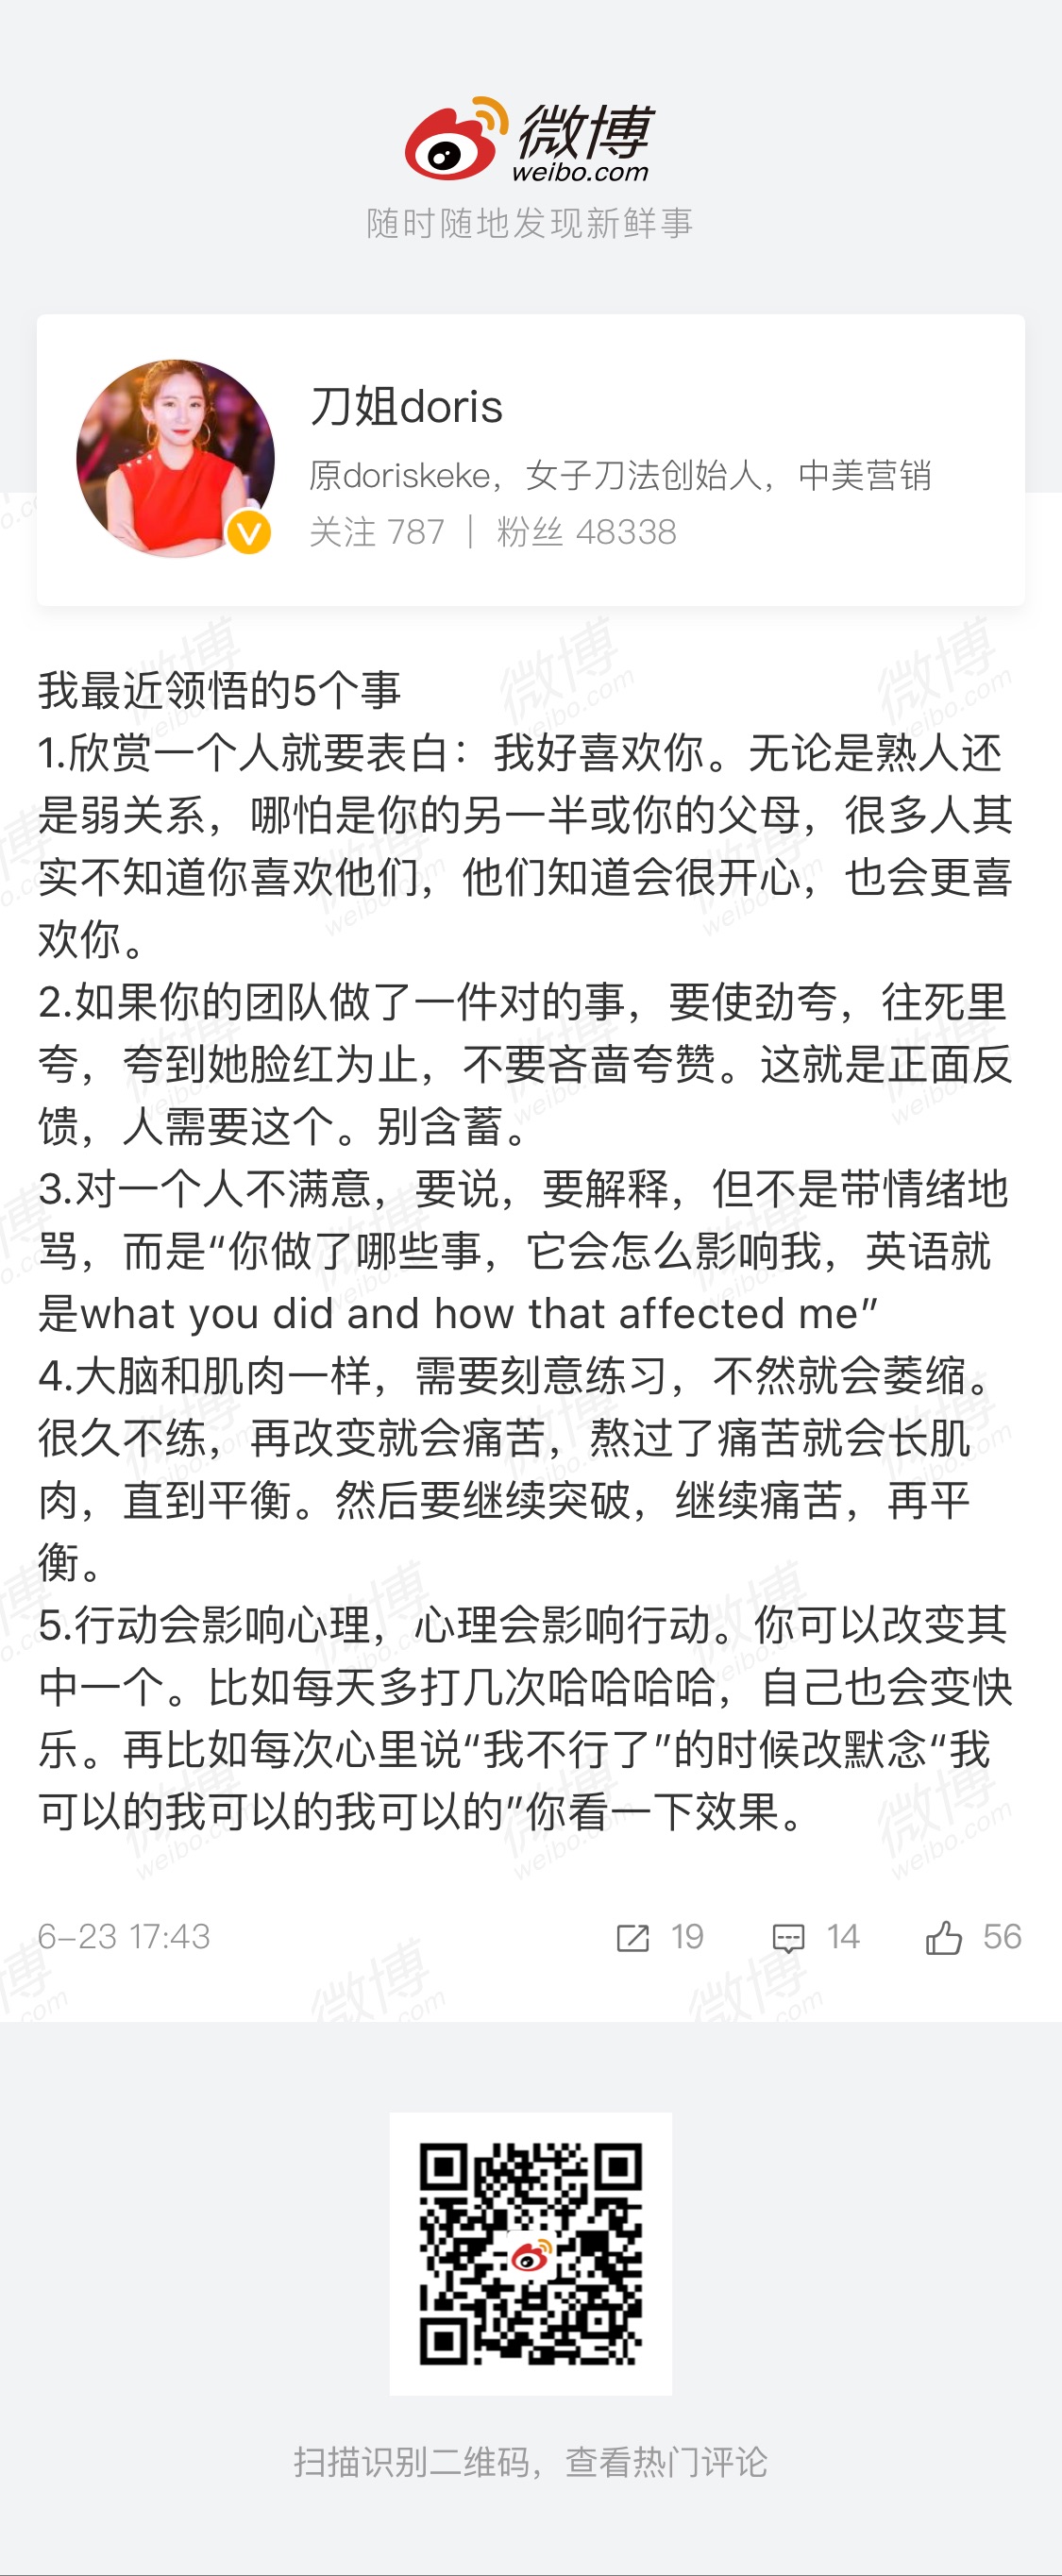 微博
weibo.com
随时随地发现新鲜事
刀姐doris
原doriskeke，女子刀法创始人，中美营销
关注 787 | 粉丝 48338
我最近领悟的5个事
1.欣赏一个人就要表白：我好喜欢你。无论是熟人还
是弱关系，哪怕是你的另一半或你的父母，很多人其
实不知道你喜欢他们，他们知道会很开心，也会更喜
欢你。
2.如果你的团队做了一件对的事，要使劲夸，往死里
夸，夸到她脸红为止，不要吝啬夸赞。这就是正面反
馈，人需要这个。别含蓄。
3.对一个人不满意，要说，要解释，但不是带情绪地
骂，而是“你做了哪些事，它会怎么影响我，英语就
是what you did and how that affected me”
4.大脑和肌肉一样，需要刻意练习，不然就会萎缩。
很久不练，再改变就会痛苦，熬过了痛苦就会长肌
肉，直到平衡。然后要继续突破，继续痛苦，再平
衡。
5.行动会影响心理，心理会影响行动。你可以改变其
中一个。比如每天多打几次哈哈哈哈，自己也会变快
乐。再比如每次心里说“我不行了”的时候改默念“我
可以的我可以的我可以的”你看一下效果。
6-23 17:43 19 14 56
扫描识别二维码，查看热门评论